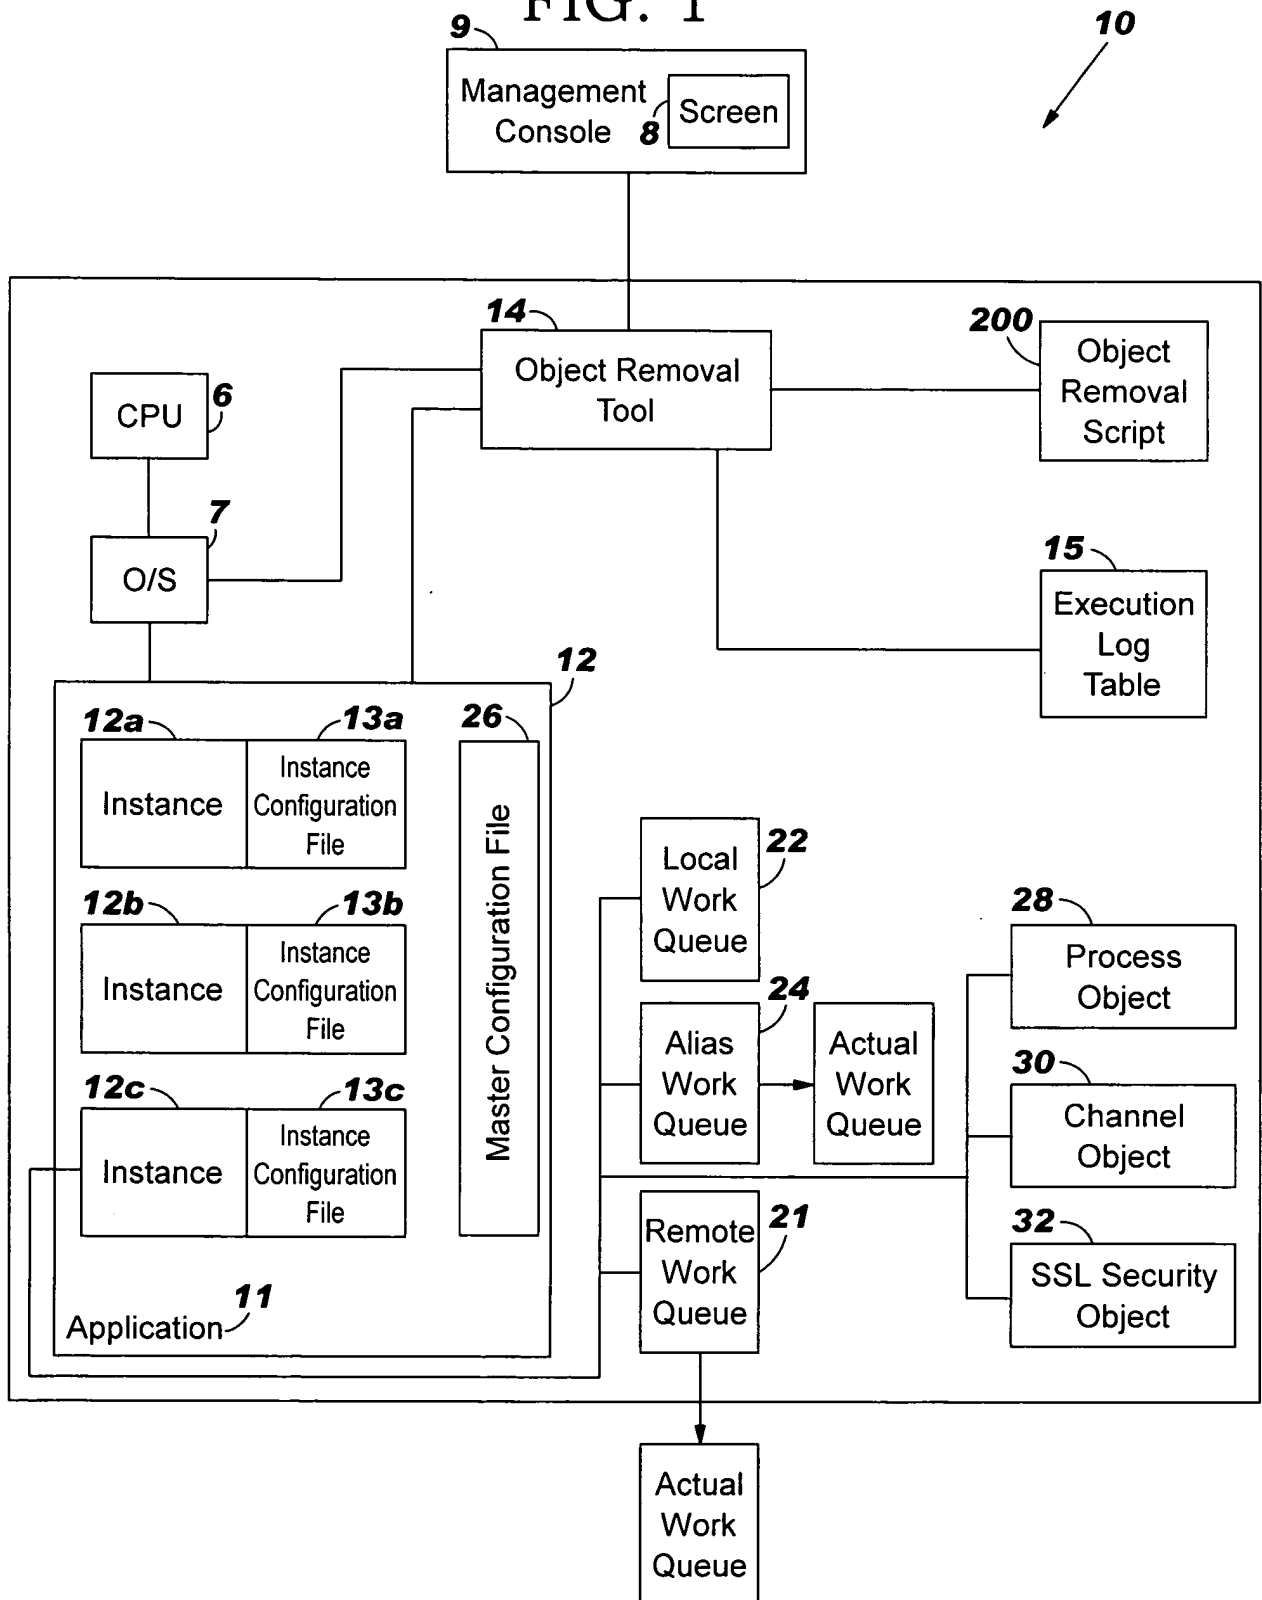 FIG. 1
9
10
Management
Console
8
Screen
14
Object Removal
Tool
200
Object
Removal
Script
CPU
6
7
O/S
15
Execution
Log
Table
12
12a
13a
26
Instance
Instance
Configuration
File
Master Configuration File
12b
13b
Instance
Instance
Configuration
File
12c
13c
Instance
Instance
Configuration
File
Application
11
Local
Work
Queue
22
Alias
Work
Queue
24
Actual
Work
Queue
Remote
Work
Queue
21
28
Process
Object
30
Channel
Object
32
SSL Security
Object
Actual
Work
Queue